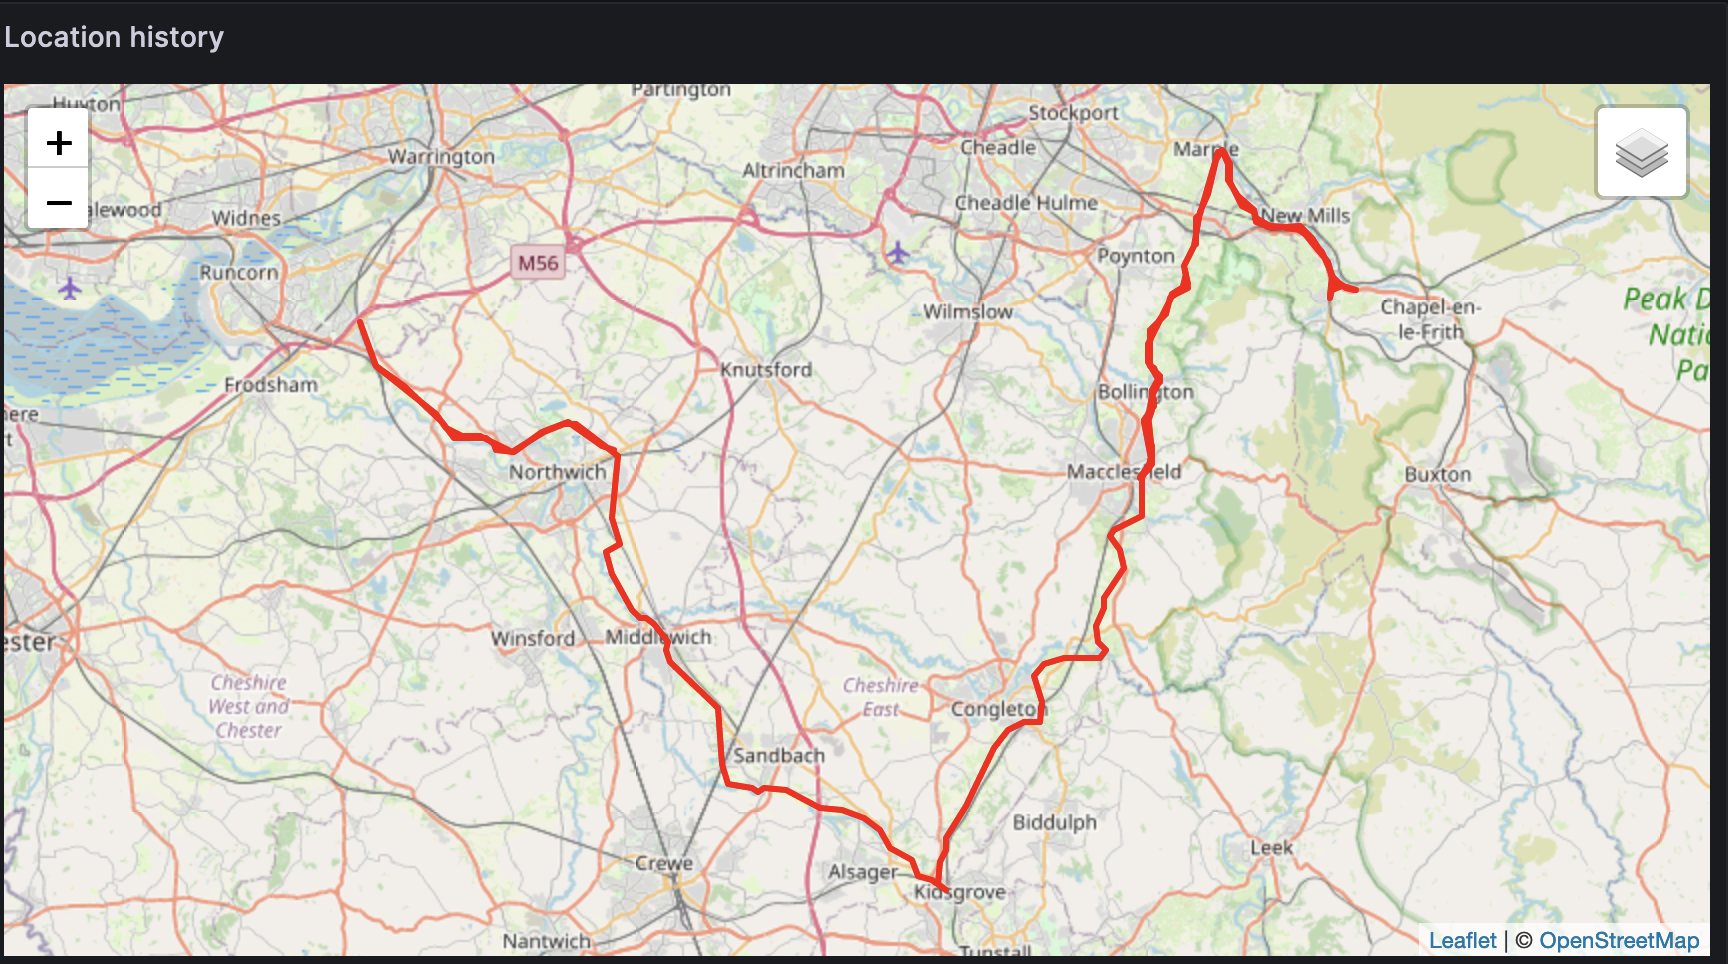 Location history
Partington
Huyton
Stockport
Cheadle
Marple
Warrington
Altrincham
+
−
alewood
Widnes
Cheadle Hulme
New Mills
Poynton
M56
Runcorn
Wilmslow
Chapel-en-
le-Frith
Peak D
Natio
Pa
Knutsford
Frodsham
Bollington
ere
t
Northwich
Macclesfield
Buxton
Winsford
Middlewich
ester
Cheshire
West and
Chester
Cheshire
East
Congleton
Sandbach
Biddulph
Leek
Crewe
Alsager
Kidsgrove
Nantwich
Tunstall
Leaflet | © OpenStreetMap